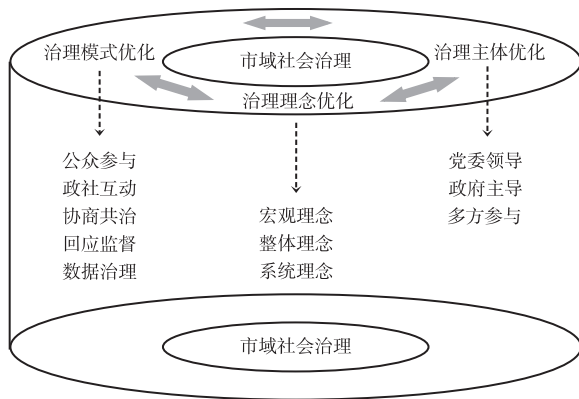 治理模式优化
市域社会治理
治理主体优化
治理理念优化
公众参与
政社互动
协商共治
回应监督
数据治理
宏观理念
整体理念
系统理念
党委领导
政府主导
多方参与
市域社会治理